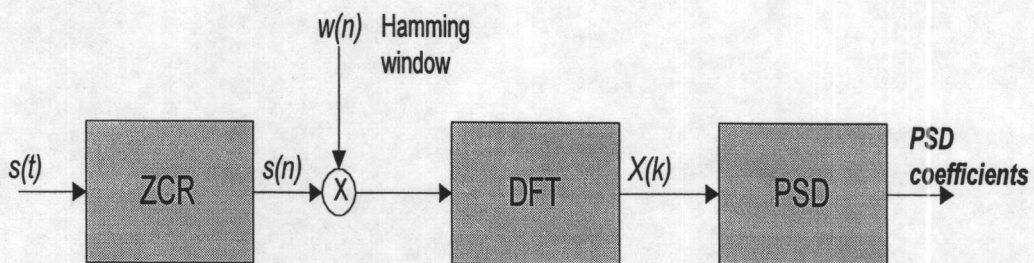 w(n) Hamming
window
s(t)
ZCR
s(n)
X
DFT
X(k)
PSD
PSD
coefficients